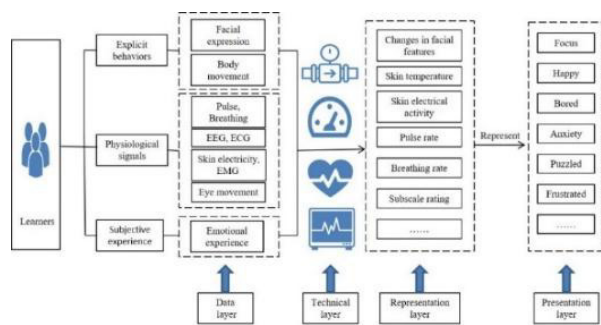 Learners
Explicit
behaviors
Physiological
signals
Subjective
experience
Facial
expression
Body
movement
Pulse,
Breathing
EEG, ECG
Skin electricity,
EMG
Eye movement
Emotional
experience
Changes in facial
features
Skin temperature
Skin electrical
activity
Pulse rate
Breathing rate
Subscale rating
……
Represent
Focus
Happy
Bored
Anxiety
Puzzled
Frustrated
……
Data
layer
Technical
layer
Representation
layer
Presentation
layer